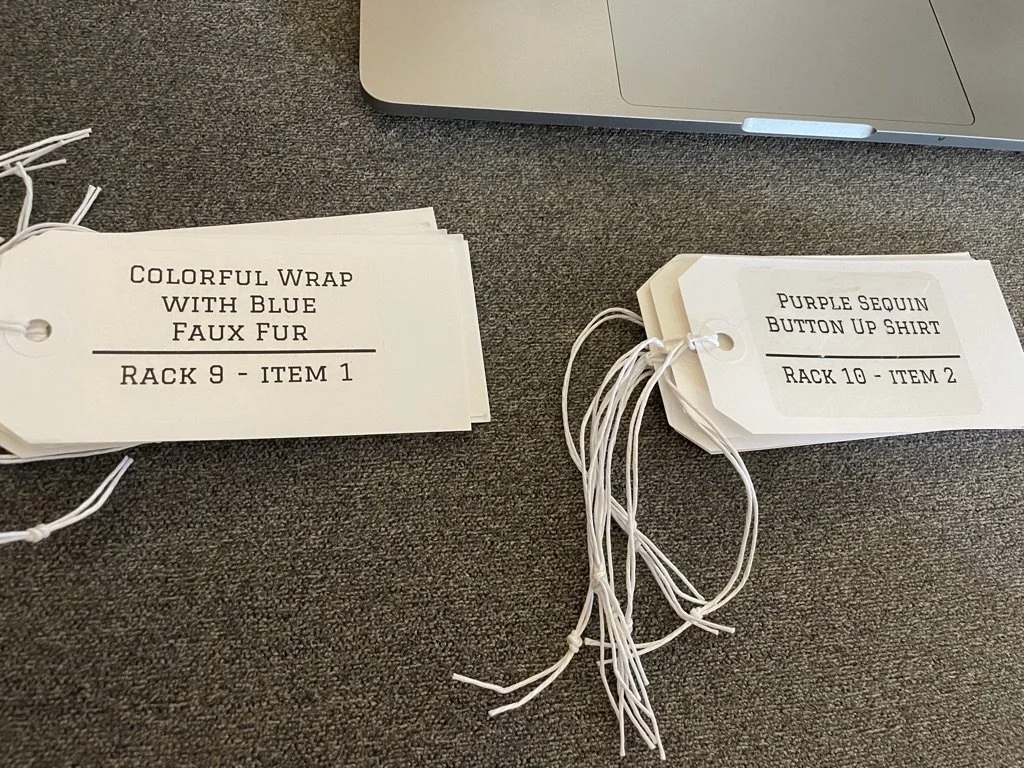 Colorful Wrap
with Blue
Faux Fur
Rack 9 - item 1
Purple Sequin
Button Up Shirt
Rack 10 - item 2